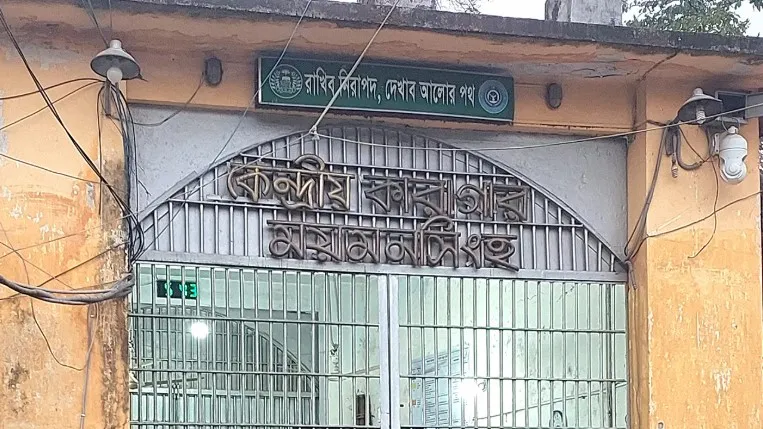 রাখিব নিরাপদ, দেখাব আলোর পথ
কেন্দ্রীয় কারাগার
ময়মনসিংহ